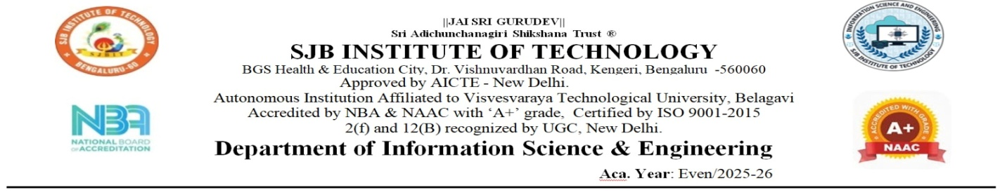 ||JAI SRI GURUDEV||
Sri Adichunchanagiri Shikshana Trust ®
SJB INSTITUTE OF TECHNOLOGY
BGS Health & Education City, Dr. Vishnuvardhan Road, Kengeri, Bengaluru -560060
Approved by AICTE - New Delhi.
Autonomous Institution Affiliated to Visvesvaraya Technological University, Belagavi
Accredited by NBA & NAAC with ‘A+’ grade, Certified by ISO 9001-2015
2(f) and 12(B) recognized by UGC, New Delhi.
Department of Information Science & Engineering
Aca. Year: Even/2025-26
SJB INSTITUTE OF TECHNOLOGY
SJBIT
BENGALURU-60
NBA
NATIONAL BOARD
OF ACCREDITATION
INFORMATION SCIENCE AND ENGINEERING
SJB INSTITUTE OF TECHNOLOGY
ACCREDITED WITH GRADE
A+
NAAC